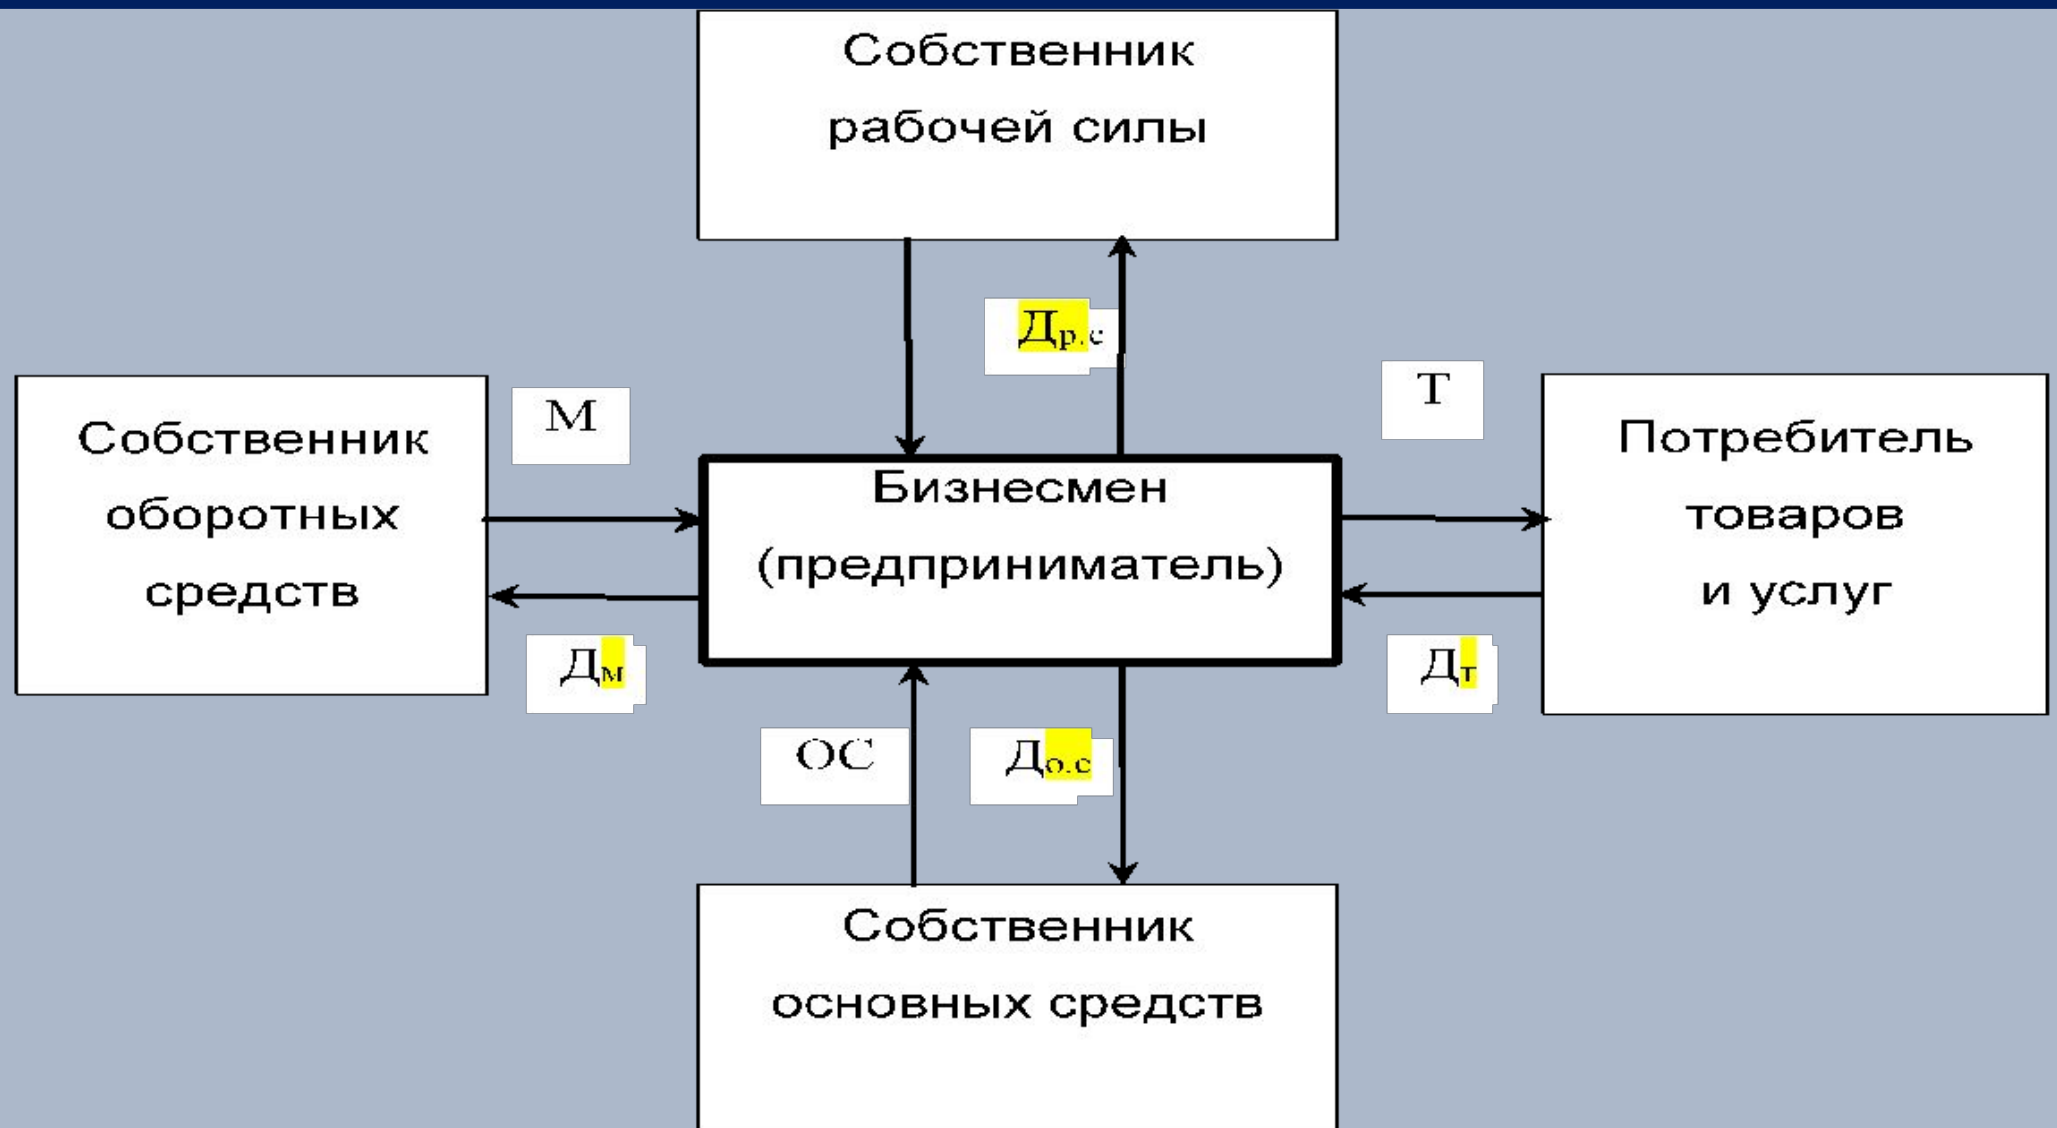 Собственник
рабочей силы
Др.с
М
Т
Собственник
оборотных
средств
Бизнесмен
(предприниматель)
Потребитель
товаров
и услуг
Дм
Дт
ОС
До.с
Собственник
основных средств